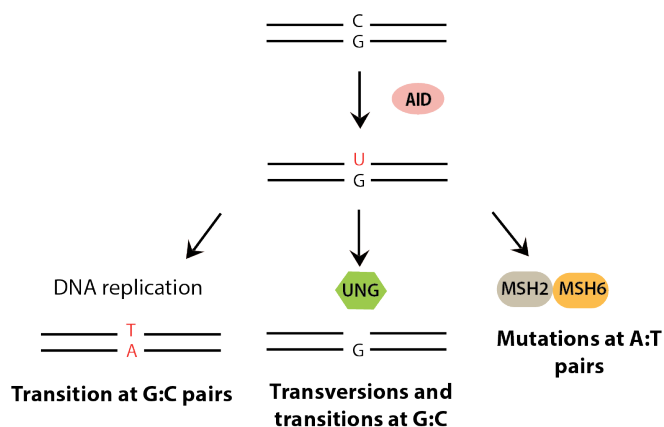 C
G
AID
U
G
DNA replication
UNG
MSH2 MSH6
T
A
G
Mutations at A:T
pairs
Transition at G:C pairs
Transversions and
transitions at G:C